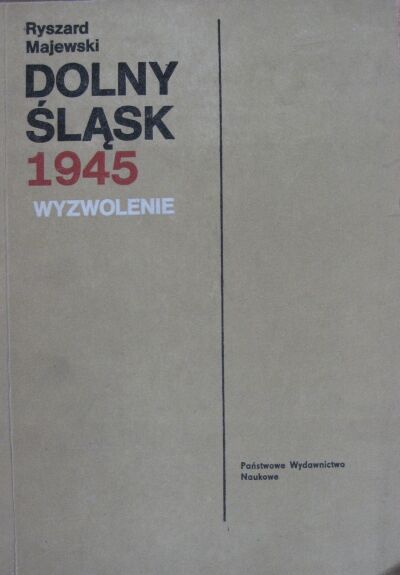 Ryszard
Majewski
DOLNY
ŚLĄSK
1945
WYZWOLENIE
Państwowe Wydawnictwo
Naukowe